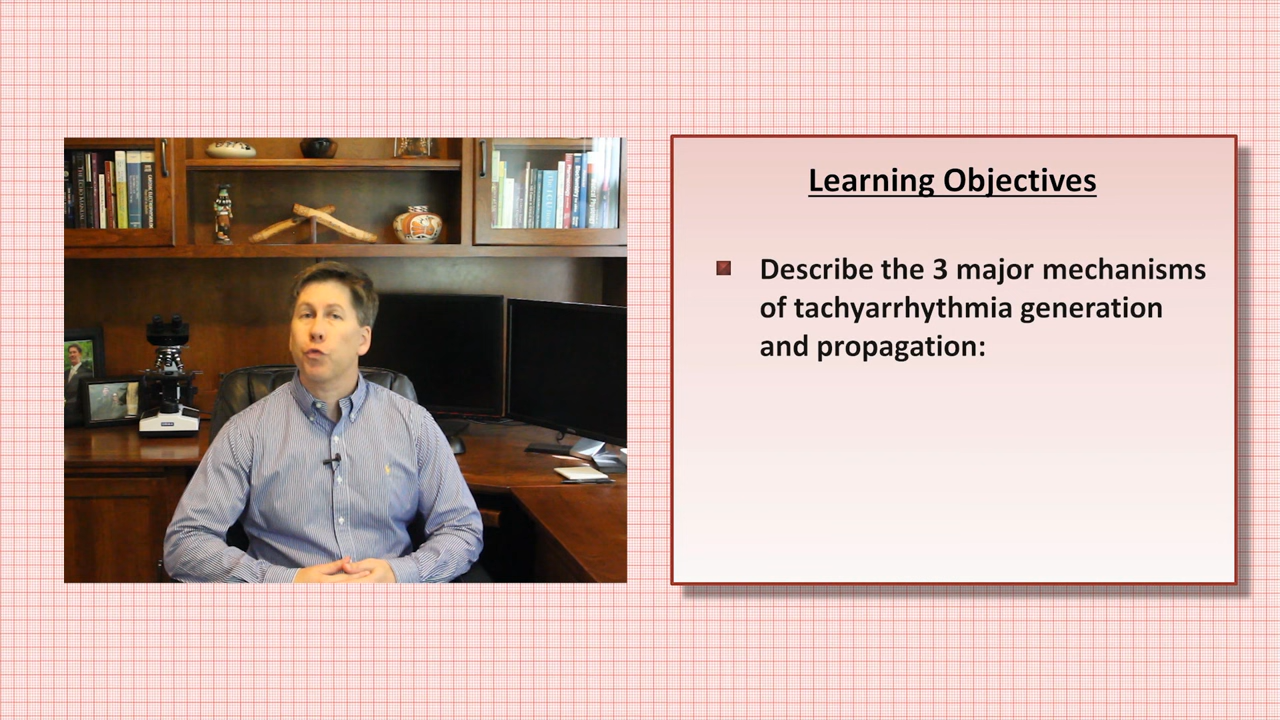 Learning Objectives
Describe the 3 major mechanisms
of tachyarrhythmia generation
and propagation: